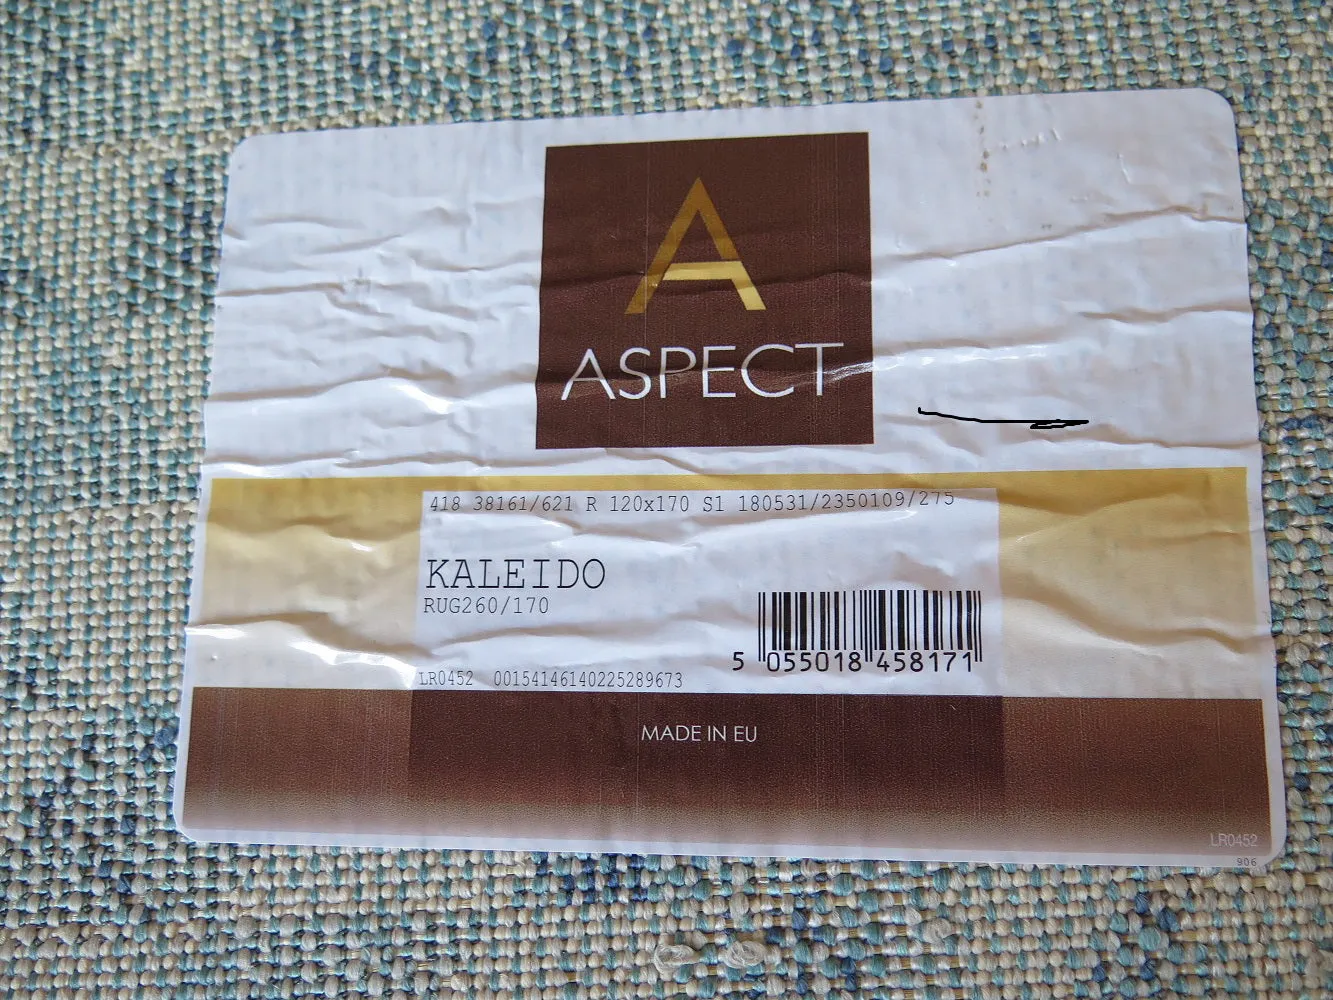 A
ASPECT
418 38161/621 R 120x170 S1 180531/2350109/275
KALEIDO
RUG260/170
5 055018 458171
LR0452 00154146140225289673
MADE IN EU
LR0452
906